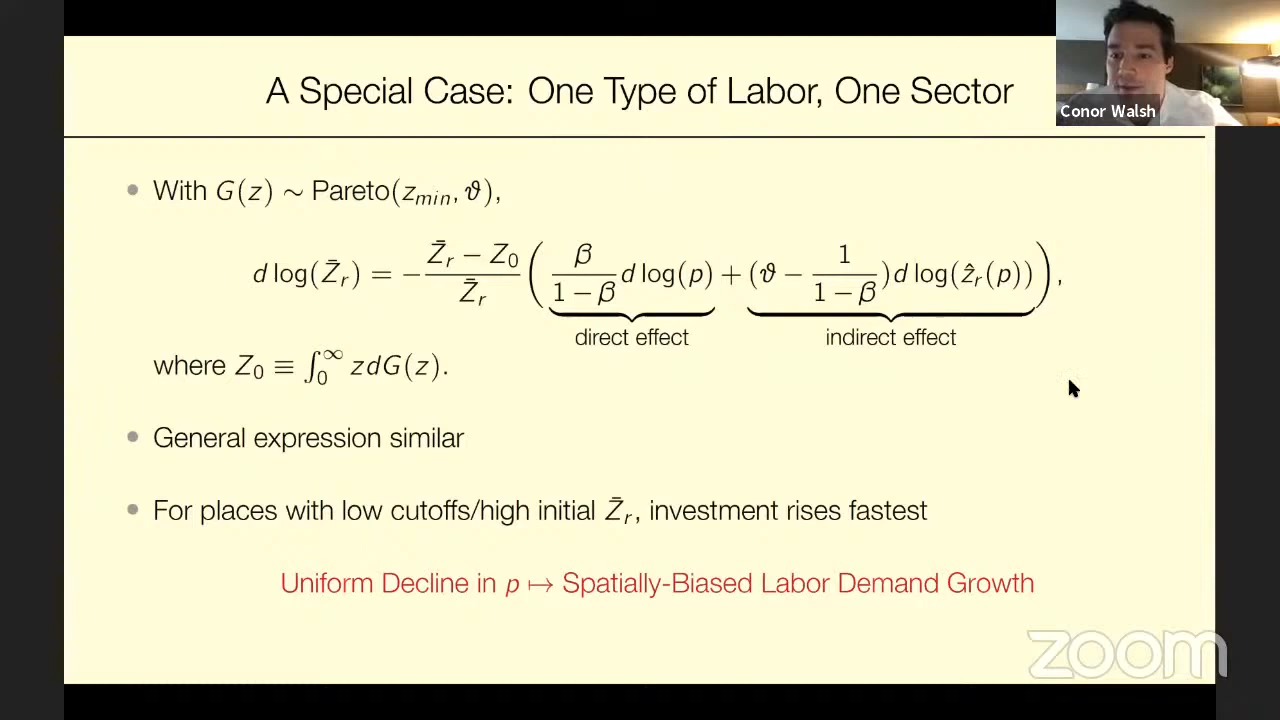 A Special Case: One Type of Labor, One Sector
Conor Walsh
With G(z) ∼ Pareto(z_min, ϑ),
d log(Z̄_r) = − (Z̄_r − Z_0)/Z̄_r ( β/(1 − β) d log(p) + (ϑ − 1/(1 − β)) d log(ẑ_r(p)) ),
direct effect indirect effect
where Z_0 ≡ ∫_0^∞ zdG(z).
General expression similar
For places with low cutoffs/high initial Z̄_r, investment rises fastest
Uniform Decline in p ↦ Spatially-Biased Labor Demand Growth
zoom